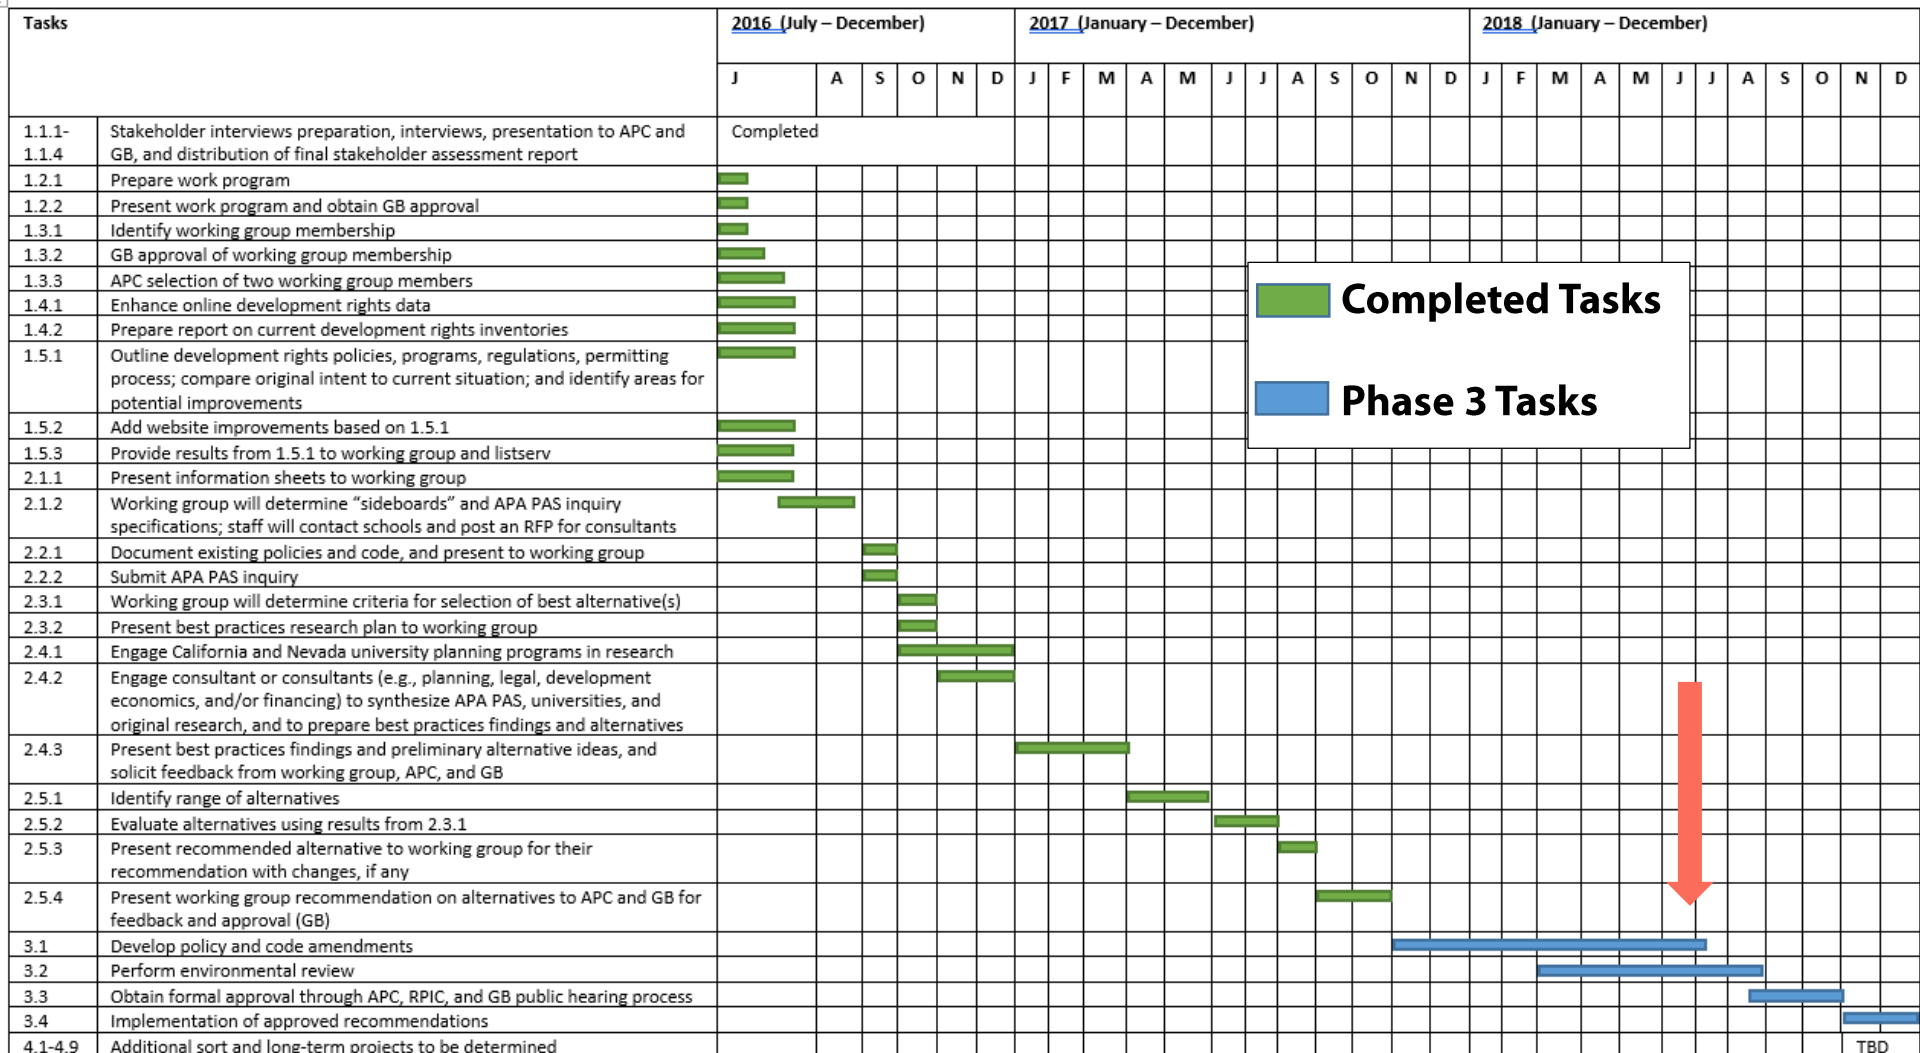 Tasks
2016 (July – December)
2017 (January – December)
2018 (January – December)
J A S O N D J F M A M J J A S O N D J F M A M J J A S O N D
1.1.1-
1.1.4
Stakeholder interviews preparation, interviews, presentation to APC and
GB, and distribution of final stakeholder assessment report
Completed
1.2.1 Prepare work program
1.2.2 Present work program and obtain GB approval
1.3.1 Identify working group membership
1.3.2 GB approval of working group membership
1.3.3 APC selection of two working group members
1.4.1 Enhance online development rights data
1.4.2 Prepare report on current development rights inventories
1.5.1 Outline development rights policies, programs, regulations, permitting
process; compare original intent to current situation; and identify areas for
potential improvements
1.5.2 Add website improvements based on 1.5.1
1.5.3 Provide results from 1.5.1 to working group and listserv
2.1.1 Present information sheets to working group
2.1.2 Working group will determine “sideboards” and APA PAS inquiry
specifications; staff will contact schools and post an RFP for consultants
2.2.1 Document existing policies and code, and present to working group
2.2.2 Submit APA PAS inquiry
2.3.1 Working group will determine criteria for selection of best alternative(s)
2.3.2 Present best practices research plan to working group
2.4.1 Engage California and Nevada university planning programs in research
2.4.2 Engage consultant or consultants (e.g., planning, legal, development
economics, and/or financing) to synthesize APA PAS, universities, and
original research, and to prepare best practices findings and alternatives
2.4.3 Present best practices findings and preliminary alternative ideas, and
solicit feedback from working group, APC, and GB
2.5.1 Identify range of alternatives
2.5.2 Evaluate alternatives using results from 2.3.1
2.5.3 Present recommended alternative to working group for their
recommendation with changes, if any
2.5.4 Present working group recommendation on alternatives to APC and GB for
feedback and approval (GB)
3.1 Develop policy and code amendments
3.2 Perform environmental review
3.3 Obtain formal approval through APC, RPIC, and GB public hearing process
3.4 Implementation of approved recommendations
4.1-4.9 Additional sort and long-term projects to be determined
TBD
Completed Tasks
Phase 3 Tasks